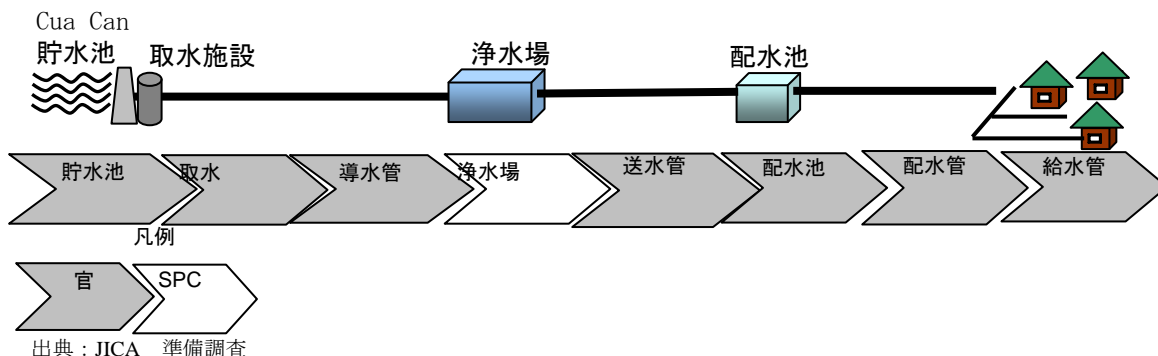 Cua Can
貯水池
取水施設
浄水場
配水池
貯水池
取水
導水管
浄水場
送水管
配水池
配水管
給水管
凡例
官
SPC
出典：JICA　準備調査